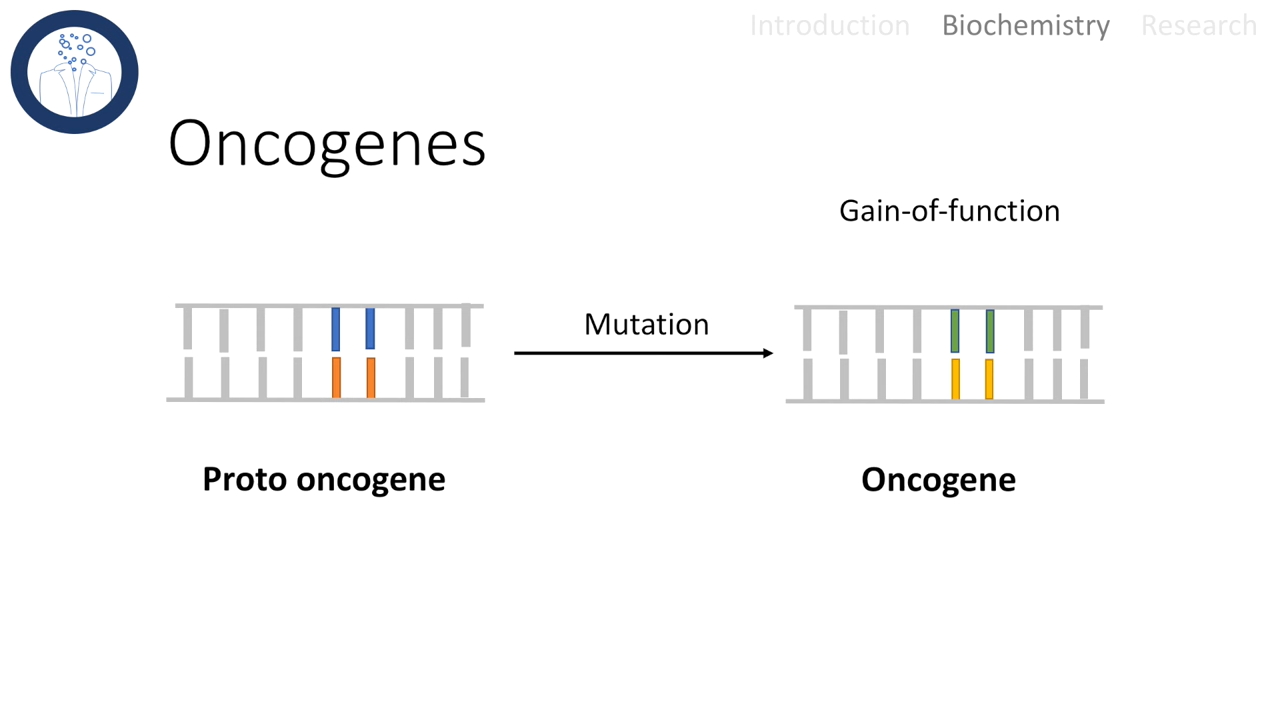 Introduction Biochemistry Research
Oncogenes
Gain-of-function
Mutation
Proto oncogene
Oncogene